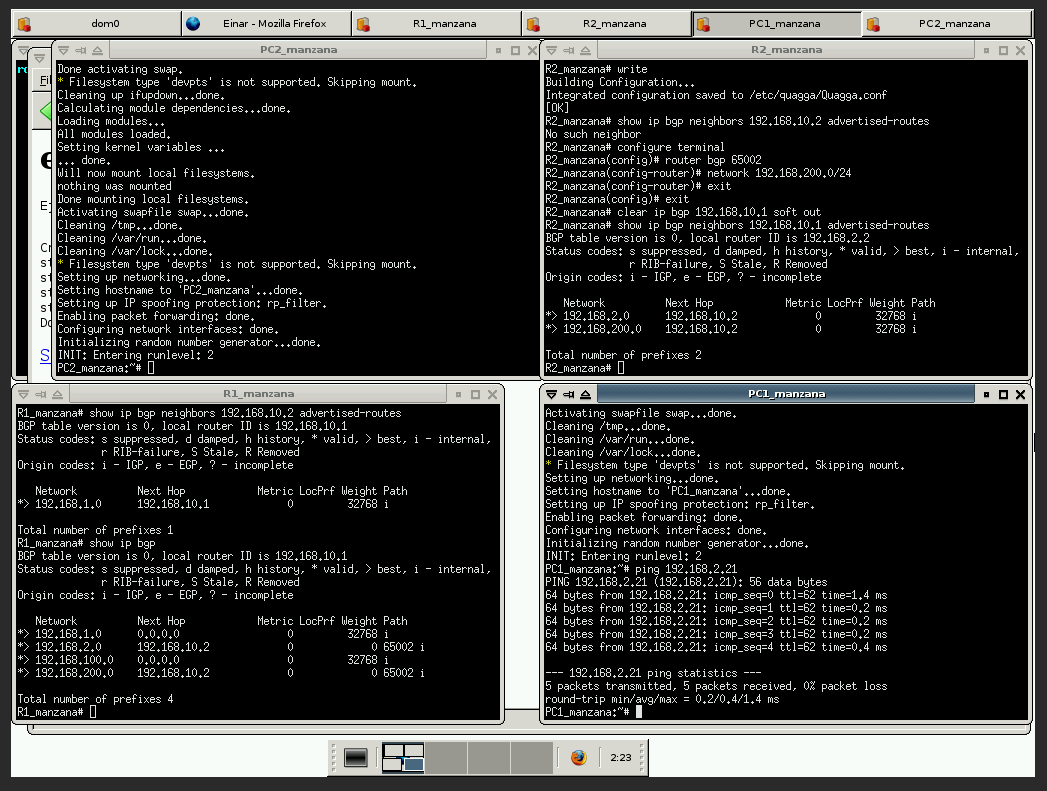 dom0
Einar - Mozilla Firefox
R1_manzana
R2_manzana
PC1_manzana
PC2_manzana
PC2_manzana
Done activating swap.
* Filesystem type 'devpts' is not supported. Skipping mount.
Cleaning up ifupdown...done.
Calculating module dependencies...done.
Loading modules...
All modules loaded.
Setting kernel variables ...
... done.
Will now mount local filesystems.
nothing was mounted
Done mounting local filesystems.
Activating swapfile swap...done.
Cleaning /tmp...done.
Cleaning /var/run...done.
Cleaning /var/lock...done.
* Filesystem type 'devpts' is not supported. Skipping mount.
Setting up networking...done.
Setting hostname to 'PC2_manzana'...done.
Setting up IP spoofing protection: rp_filter.
Enabling packet forwarding: done.
Configuring network interfaces: done.
Initializing random number generator...done.
INIT: Entering runlevel: 2
PC2_manzana:~#
R2_manzana
R2_manzana# write
Building Configuration...
Integrated configuration saved to /etc/quagga/Quagga.conf
[OK]
R2_manzana# show ip bgp neighbors 192.168.10.2 advertised-routes
No such neighbor
R2_manzana# configure terminal
R2_manzana(config)# router bgp 65002
R2_manzana(config-router)# network 192.168.200.0/24
R2_manzana(config-router)# exit
R2_manzana(config)# exit
R2_manzana# clear ip bgp 192.168.10.1 soft out
R2_manzana# show ip bgp neighbors 192.168.10.1 advertised-routes
BGP table version is 0, local router ID is 192.168.2.2
Status codes: s suppressed, d damped, h history, * valid, > best, i - internal,
r RIB-failure, S Stale, R Removed
Origin codes: i - IGP, e - EGP, ? - incomplete
Network Next Hop Metric LocPrf Weight Path
*> 192.168.2.0 192.168.10.2 0 32768 i
*> 192.168.200.0 192.168.10.2 0 32768 i
Total number of prefixes 2
R2_manzana#
R1_manzana
R1_manzana# show ip bgp neighbors 192.168.10.2 advertised-routes
BGP table version is 0, local router ID is 192.168.10.1
Status codes: s suppressed, d damped, h history, * valid, > best, i - internal,
r RIB-failure, S Stale, R Removed
Origin codes: i - IGP, e - EGP, ? - incomplete
Network Next Hop Metric LocPrf Weight Path
*> 192.168.1.0 192.168.10.1 0 32768 i
Total number of prefixes 1
R1_manzana# show ip bgp
BGP table version is 0, local router ID is 192.168.10.1
Status codes: s suppressed, d damped, h history, * valid, > best, i - internal,
r RIB-failure, S Stale, R Removed
Origin codes: i - IGP, e - EGP, ? - incomplete
Network Next Hop Metric LocPrf Weight Path
*> 192.168.1.0 0.0.0.0 0 32768 i
*> 192.168.2.0 192.168.10.2 0 0 65002 i
*> 192.168.100.0 0.0.0.0 0 32768 i
*> 192.168.200.0 192.168.10.2 0 0 65002 i
Total number of prefixes 4
R1_manzana#
PC1_manzana
Activating swapfile swap...done.
Cleaning /tmp...done.
Cleaning /var/run...done.
Cleaning /var/lock...done.
* Filesystem type 'devpts' is not supported. Skipping mount.
Setting up networking...done.
Setting hostname to 'PC1_manzana'...done.
Setting up IP spoofing protection: rp_filter.
Enabling packet forwarding: done.
Configuring network interfaces: done.
Initializing random number generator...done.
INIT: Entering runlevel: 2
PC1_manzana:~# ping 192.168.2.21
PING 192.168.2.21 (192.168.2.21): 56 data bytes
64 bytes from 192.168.2.21: icmp_seq=0 ttl=62 time=1.4 ms
64 bytes from 192.168.2.21: icmp_seq=1 ttl=62 time=0.2 ms
64 bytes from 192.168.2.21: icmp_seq=2 ttl=62 time=0.2 ms
64 bytes from 192.168.2.21: icmp_seq=3 ttl=62 time=0.2 ms
64 bytes from 192.168.2.21: icmp_seq=4 ttl=62 time=0.4 ms
--- 192.168.2.21 ping statistics ---
5 packets transmitted, 5 packets received, 0% packet loss
round-trip min/avg/max = 0.2/0.4/1.4 ms
PC1_manzana:~#
2:23